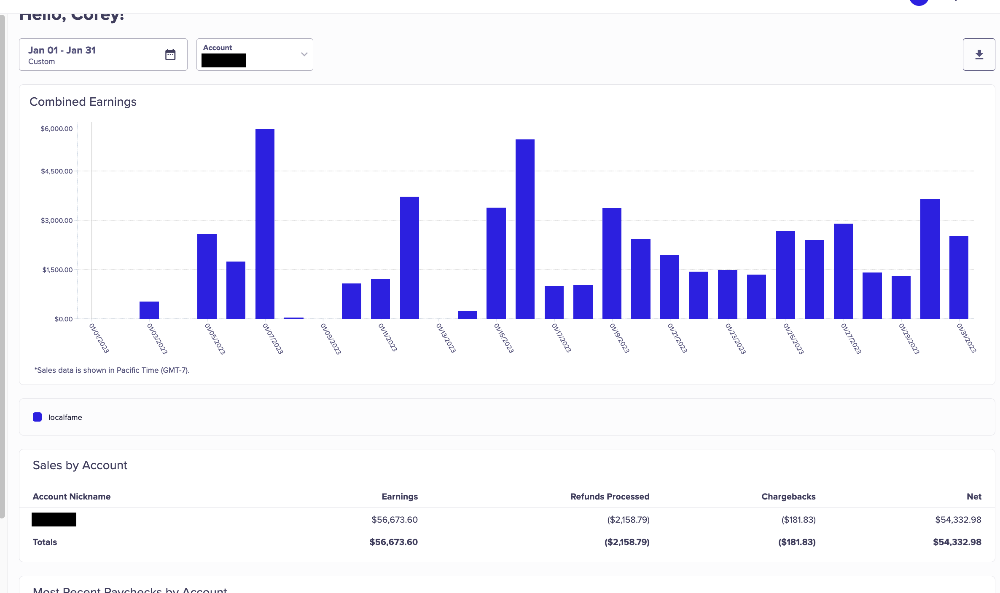 Hello, Corey!
Jan 01 - Jan 31
Custom
Account
Combined Earnings
$6,000.00
$4,500.00
$3,000.00
$1,500.00
$0.00
01/01/2023
01/03/2023
01/05/2023
01/07/2023
01/09/2023
01/11/2023
01/13/2023
01/15/2023
01/17/2023
01/19/2023
01/21/2023
01/23/2023
01/25/2023
01/27/2023
01/29/2023
01/31/2023
*Sales data is shown in Pacific Time (GMT-7).
localfame
Sales by Account
Account Nickname Earnings Refunds Processed Chargebacks Net
$56,673.60 ($2,158.79) ($181.83) $54,332.98
Totals $56,673.60 ($2,158.79) ($181.83) $54,332.98
Most Recent Paychecks by Account